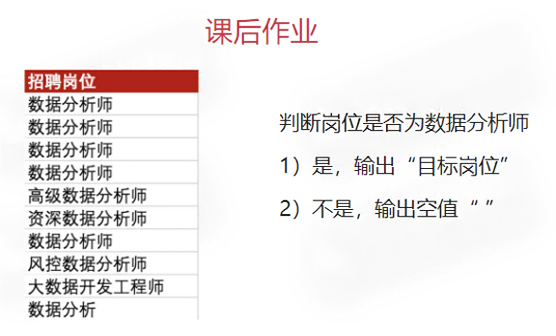 课后作业
招聘岗位
数据分析师
数据分析师
数据分析师
数据分析师
高级数据分析师
资深数据分析师
数据分析师
风控数据分析师
大数据开发工程师
数据分析
判断岗位是否为数据分析师
1）是，输出“目标岗位”
2）不是，输出空值“ ”